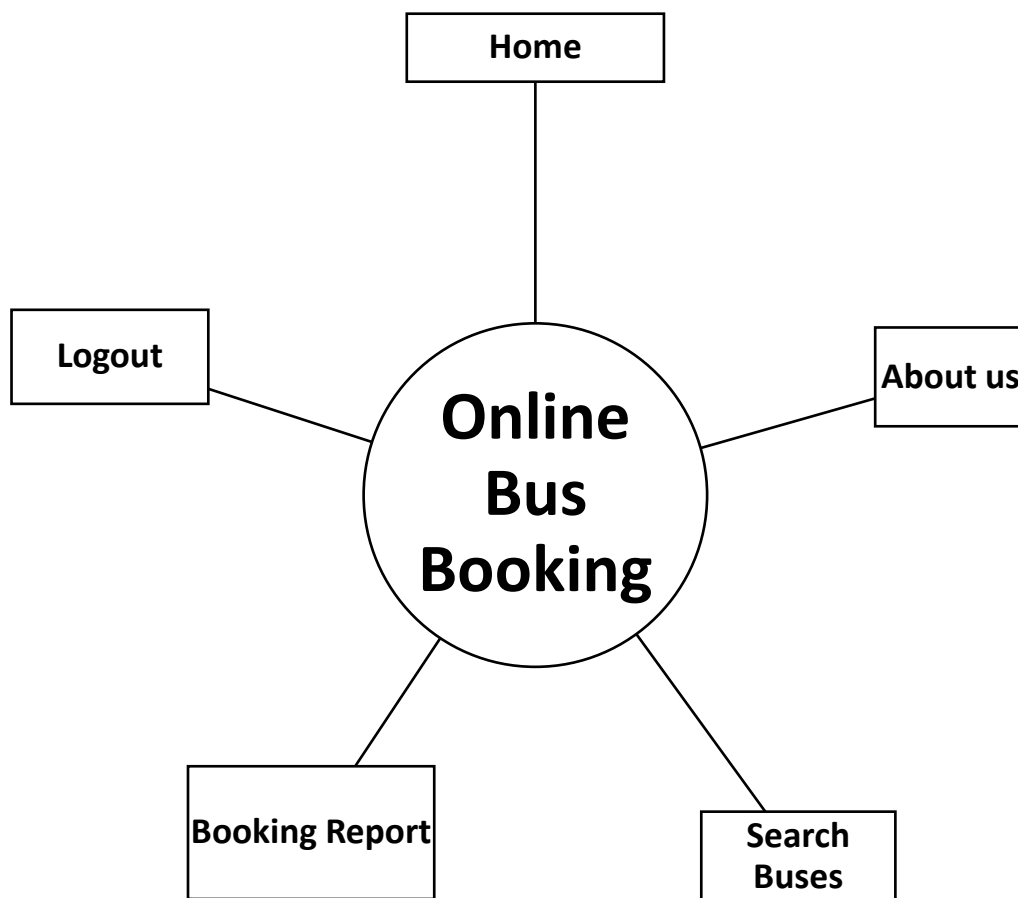 Home
Logout
About us
Online
Bus
Booking
Booking Report
Search
Buses